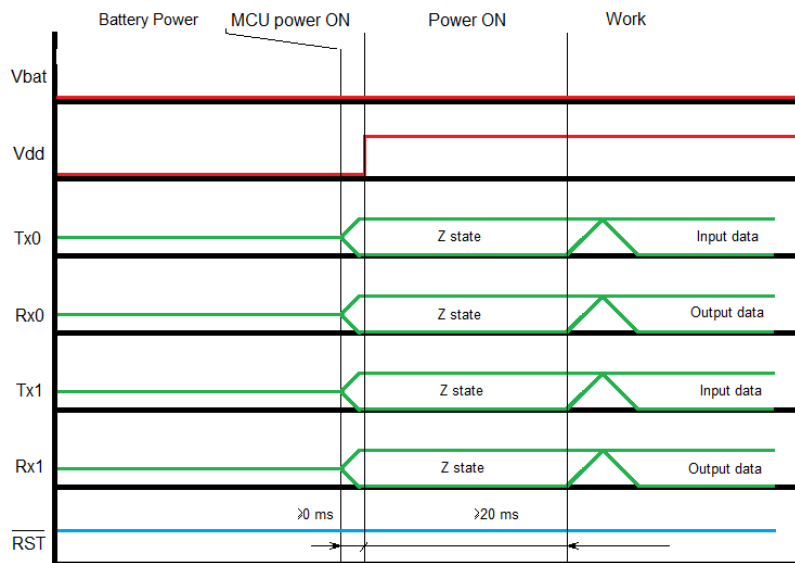 Battery Power MCU power ON Power ON Work
Vbat
Vdd
Tx0 Z state Input data
Rx0 Z state Output data
Tx1 Z state Input data
Rx1 Z state Output data
≥0 ms ≥20 ms
RST